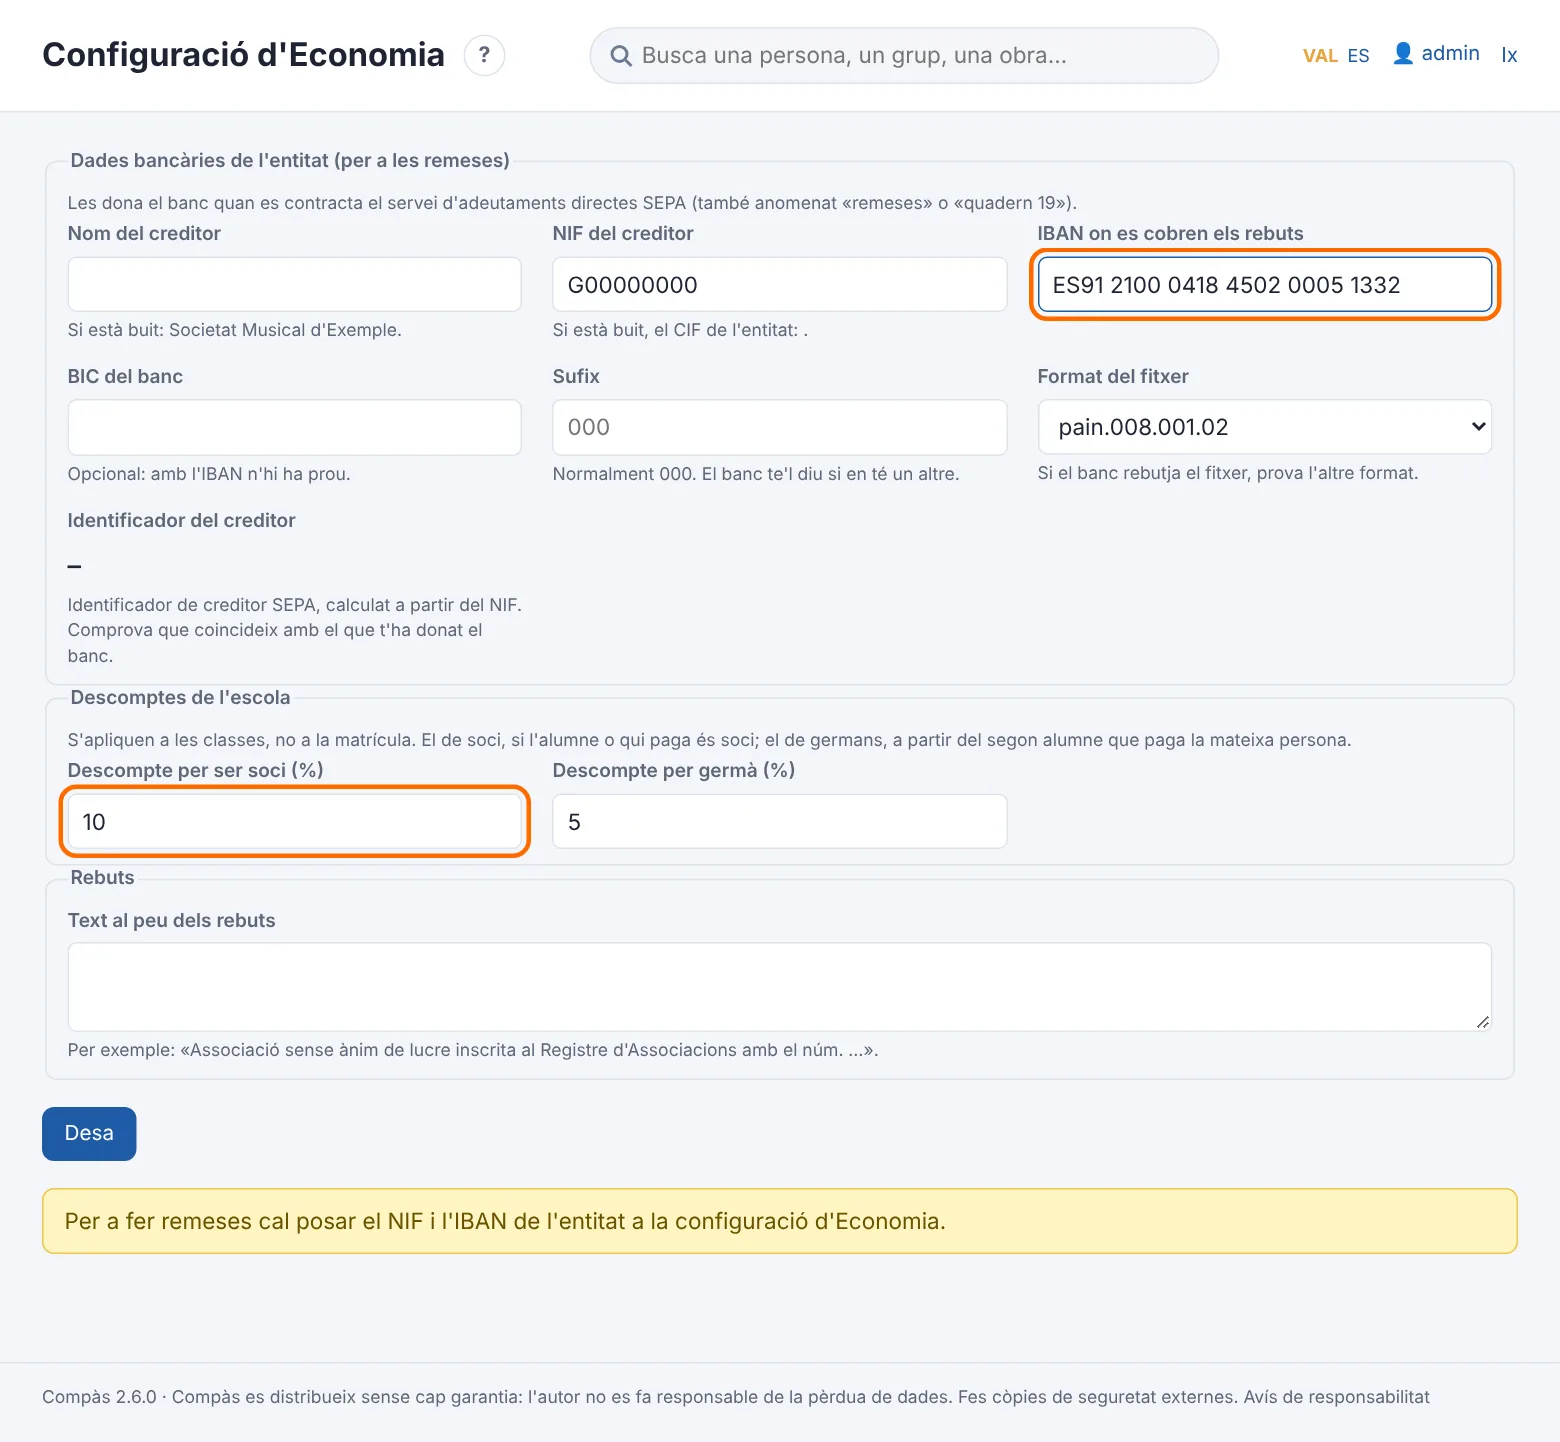 Configuració d'Economia
?
Busca una persona, un grup, una obra...
VAL ES
admin
Ix
Dades bancàries de l'entitat (per a les remeses)
Les dona el banc quan es contracta el servei d'adeutaments directes SEPA (també anomenat «remeses» o «quadern 19»).
Nom del creditor
NIF del creditor
IBAN on es cobren els rebuts
G00000000
ES91 2100 0418 4502 0005 1332
Si està buit: Societat Musical d'Exemple.
Si està buit, el CIF de l'entitat: .
BIC del banc
Sufix
Format del fitxer
000
pain.008.001.02
Opcional: amb l'IBAN n'hi ha prou.
Normalment 000. El banc te'l diu si en té un altre.
Si el banc rebutja el fitxer, prova l'altre format.
Identificador del creditor
–
Identificador de creditor SEPA, calculat a partir del NIF.
Comprova que coincideix amb el que t'ha donat el
banc.
Descomptes de l'escola
S'apliquen a les classes, no a la matrícula. El de soci, si l'alumne o qui paga és soci; el de germans, a partir del segon alumne que paga la mateixa persona.
Descompte per ser soci (%)
Descompte per germà (%)
10
5
Rebuts
Text al peu dels rebuts
Per exemple: «Associació sense ànim de lucre inscrita al Registre d'Associacions amb el núm. ...».
Desa
Per a fer remeses cal posar el NIF i l'IBAN de l'entitat a la configuració d'Economia.
Compàs 2.6.0 · Compàs es distribueix sense cap garantia: l'autor no es fa responsable de la pèrdua de dades. Fes còpies de seguretat externes. Avís de responsabilitat